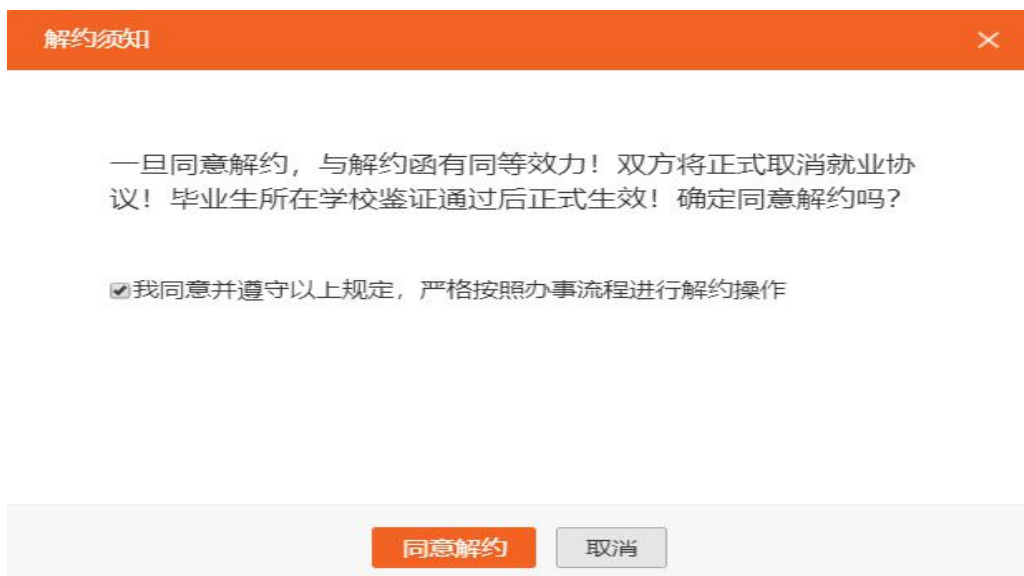 解约须知
一旦同意解约，与解约函有同等效力！双方将正式取消就业协
议！毕业生所在学校鉴证通过后正式生效！确定同意解约吗？
我同意并遵守以上规定，严格按照办事流程进行解约操作
同意解约 取消